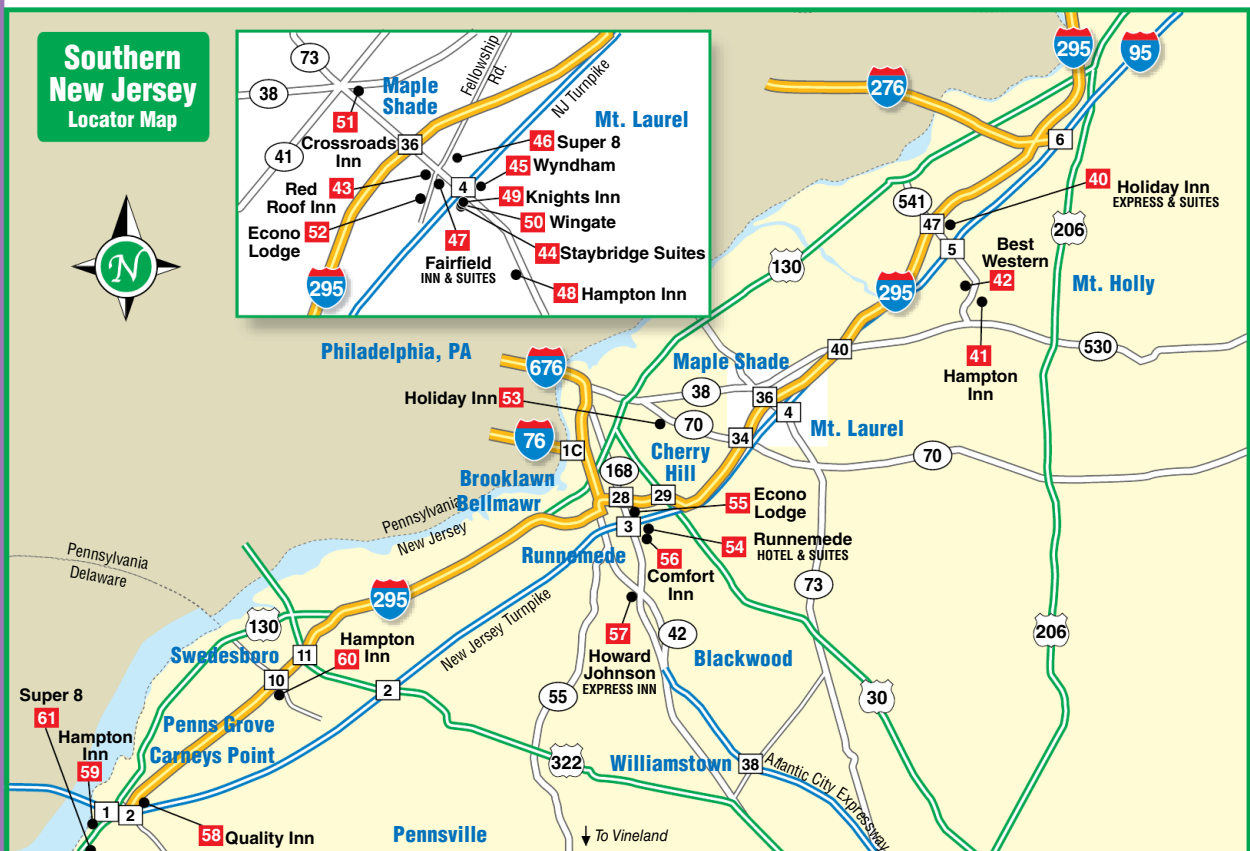 Southern
New Jersey
Locator Map
73
38
41
Maple
Shade
Fellowship
Rd.
NJ Turnpike
Mt. Laurel
51
Crossroads
Inn
36
46 Super 8
45 Wyndham
4
49 Knights Inn
50 Wingate
44 Staybridge Suites
48 Hampton Inn
Red
Roof Inn
43
Econo
Lodge
52
47
Fairfield
INN & SUITES
295
N
295
95
276
6
40
Holiday Inn
EXPRESS & SUITES
541
47
5
206
Best
Western
42
Mt. Holly
130
295
41
Hampton
Inn
40
530
Philadelphia, PA
676
Maple Shade
38
36
4
Holiday Inn 53
70
34
Mt. Laurel
70
76
1C
Cherry
Hill
168
Brooklawn
Bellmawr
28
29
55
Econo
Lodge
Pennsylvania
New Jersey
3
54
Runnemede
HOTEL & SUITES
Runnemede
56
Comfort
Inn
Pennsylvania
Delaware
295
73
New Jersey Turnpike
57
Howard
Johnson
EXPRESS INN
42
Blackwood
206
130
Swedesboro
11
10
Hampton
Inn
60
2
55
30
Super 8
61
Hampton
Inn
59
Penns Grove
Carneys Point
322
Williamstown
38
Atlantic City Expressway
1
2
58 Quality Inn
Pennsville
To Vineland